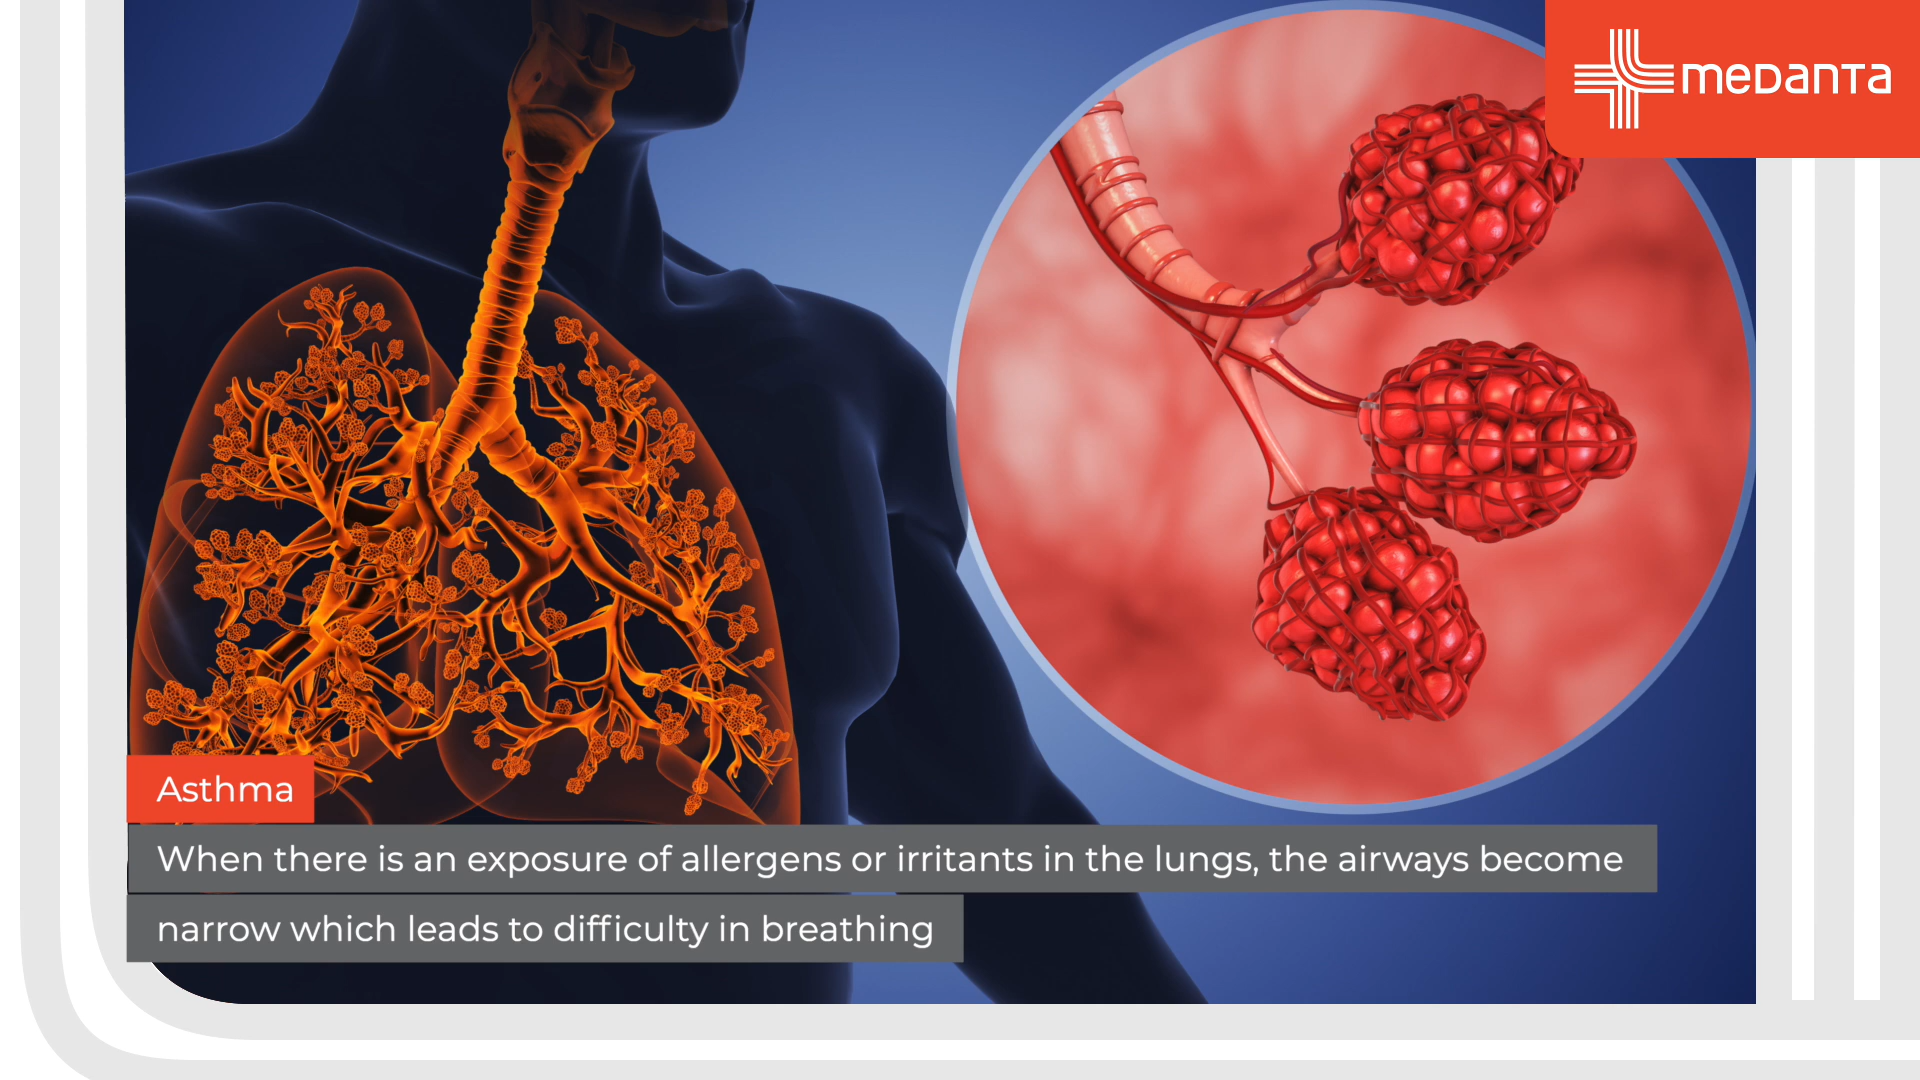 medanta
Asthma
When there is an exposure of allergens or irritants in the lungs, the airways become
narrow which leads to difficulty in breathing